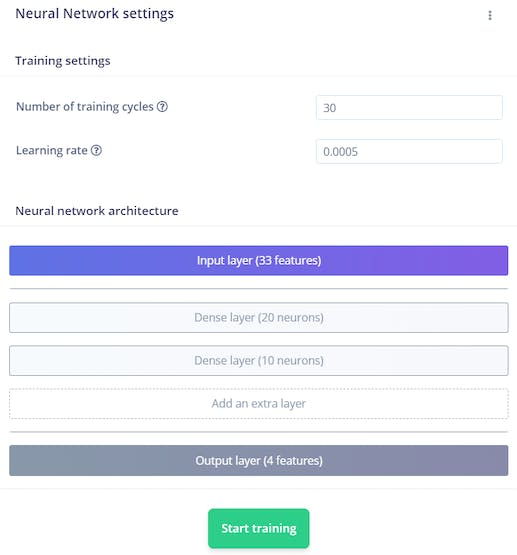 Neural Network settings
Training settings
Number of training cycles
30
Learning rate
0.0005
Neural network architecture
Input layer (33 features)
Dense layer (20 neurons)
Dense layer (10 neurons)
Add an extra layer
Output layer (4 features)
Start training